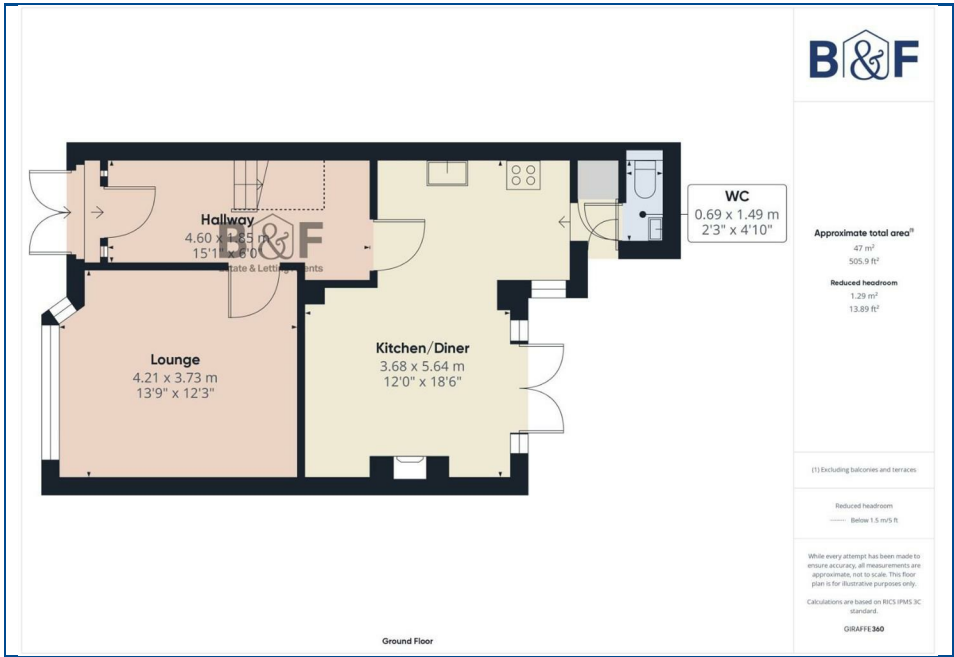 B&F
Hallway
4.60 x 1.85 m
15'1" x 6'0"
B&F
Estate & Letting Agents
WC
0.69 x 1.49 m
2'3" x 4'10"
Lounge
4.21 x 3.73 m
13'9" x 12'3"
Kitchen/Diner
3.68 x 5.64 m
12'0" x 18'6"
Ground Floor
Approximate total area⁽¹⁾
47 m²
505.9 ft²
Reduced headroom
1.29 m²
13.89 ft²
(1) Excluding balconies and terraces
Reduced headroom
Below 1.5 m/5 ft
While every attempt has been made to
ensure accuracy, all measurements are
approximate, not to scale. This floor
plan is for illustrative purposes only.
Calculations are based on RICS IPMS 3C
standard.
GIRAFFE360